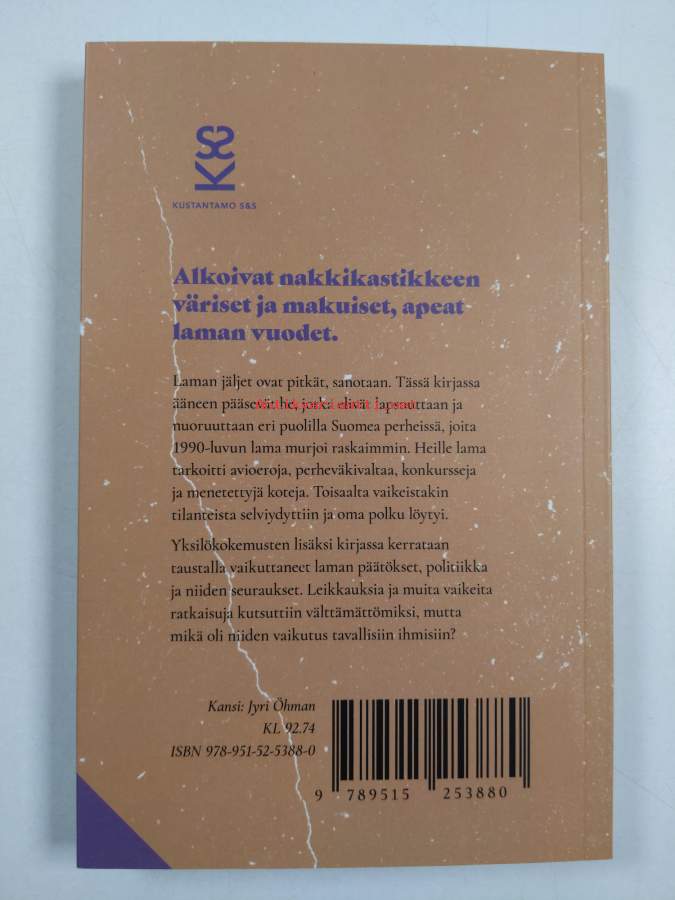 KSS
KUSTANTAMO S&S
Alkoivat nakkikastikkeen
väriset ja makuiset, apeat
laman vuodet.
Laman jäljet ovat pitkät, sanotaan. Tässä kirjassa
ääneen pääsevät he, jotka elivät lapsuuttaan ja
nuoruuttaan eri puolilla Suomea perheissä, joita
1990-luvun lama murjoi raskaimmin. Heille lama
tarkoitti avioeroja, perheväkivaltaa, konkursseja
ja menetettyjä koteja. Toisaalta vaikeistakin
tilanteista selviydyttiin ja oma polku löytyi.
Yksilökokemusten lisäksi kirjassa kerrataan
taustalla vaikuttaneet laman päätökset, politiikka
ja niiden seuraukset. Leikkauksia ja muita vaikeita
ratkaisuja kutsuttiin välttämättömiksi, mutta
mikä oli niiden vaikutus tavallisiin ihmisiin?
Kansi: Jyri Öhman
KL 92.74
ISBN 978-951-52-5388-0
9 789515 253880